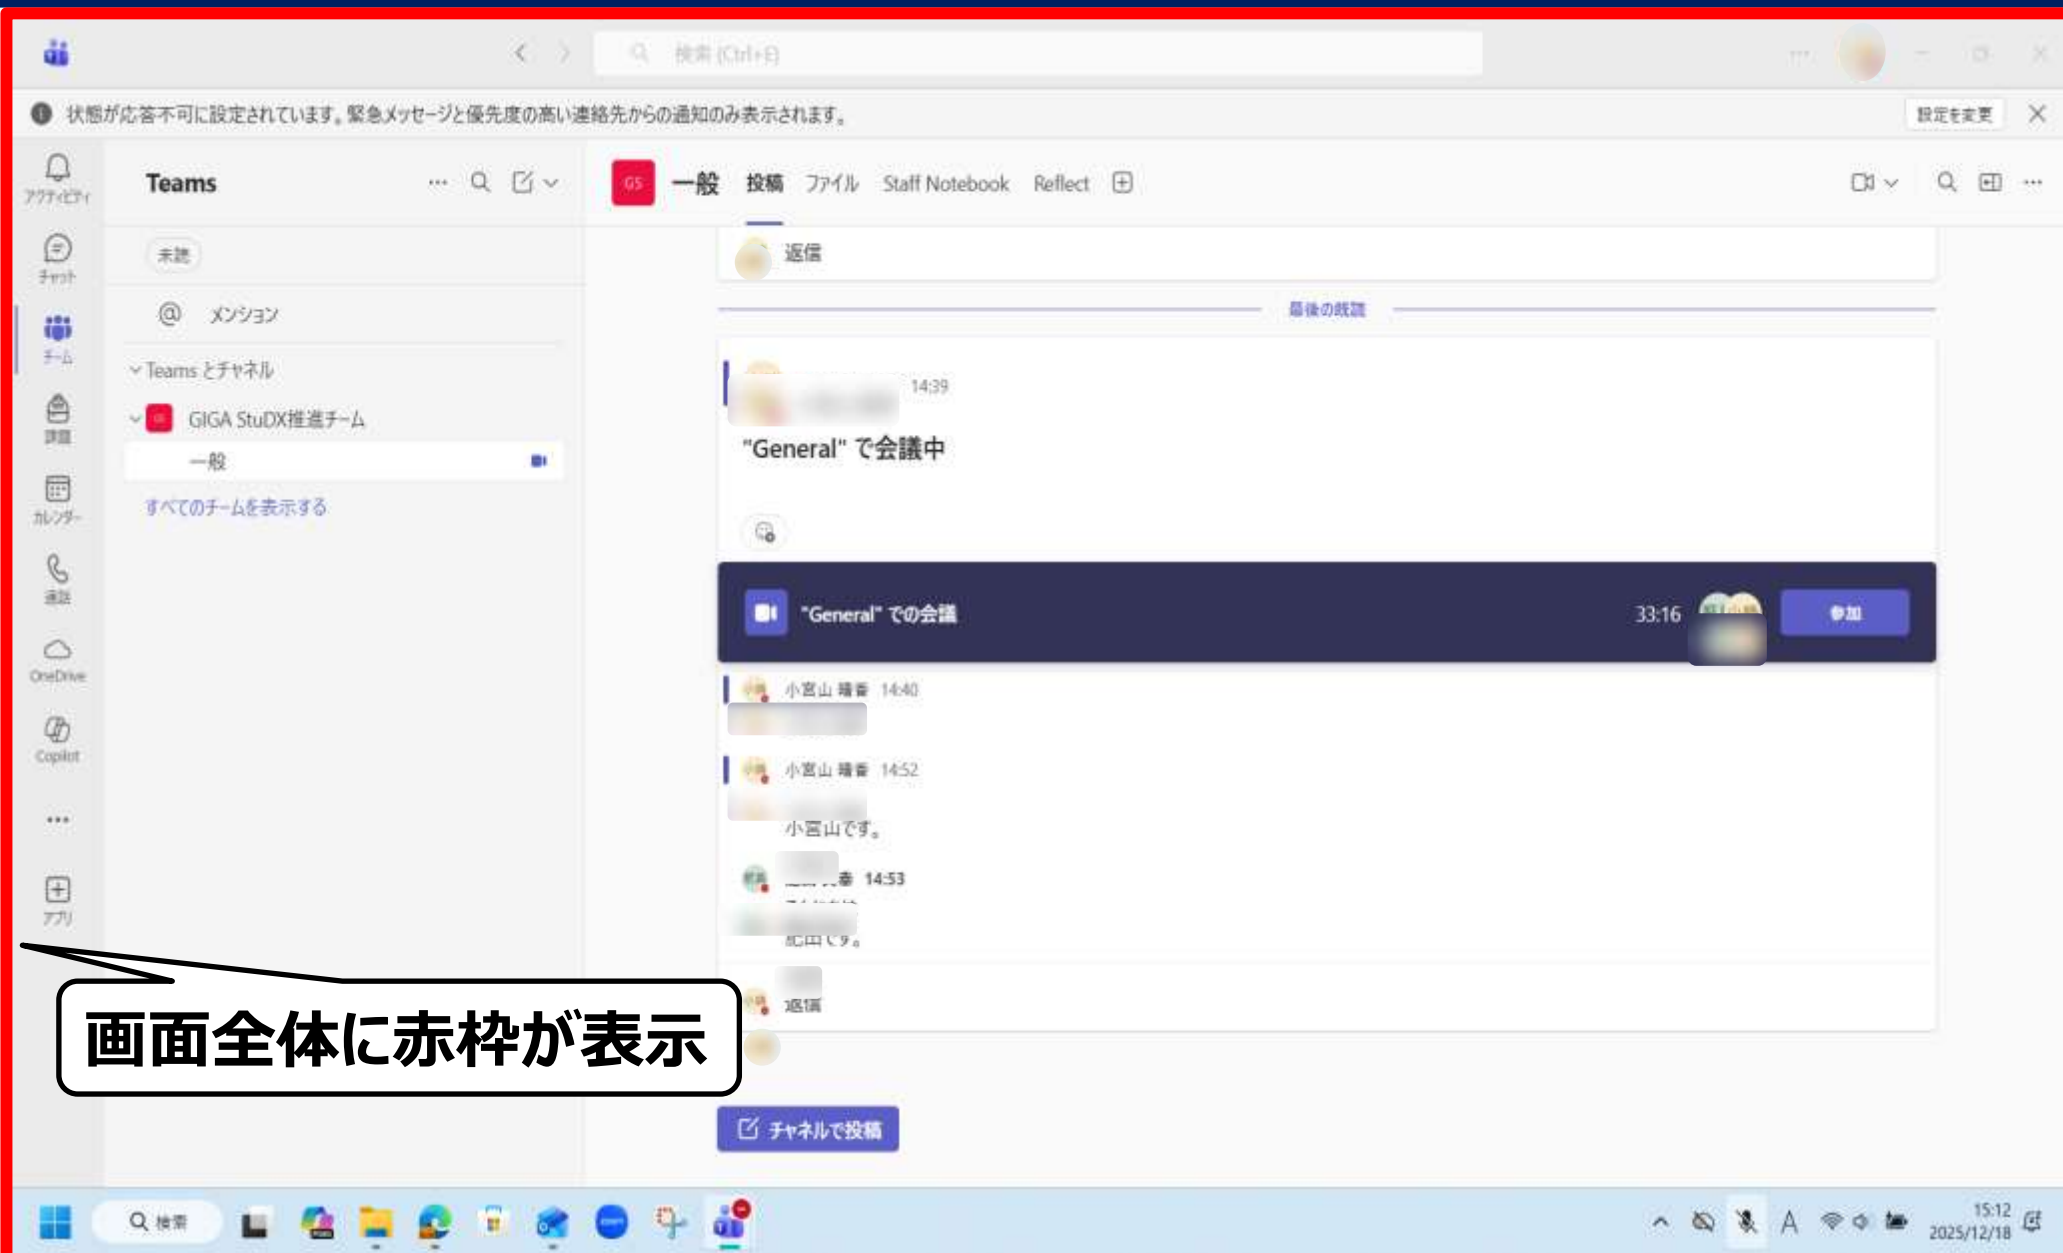 検索 (Ctrl+E)
状態が応答不可に設定されています。緊急メッセージと優先度の高い連絡先からの通知のみ表示されます。
設定を変更
アクティビティ
チャット
チーム
課題
カレンダー
通話
OneDrive
Copilot
アプリ
Teams
未読
@ メンション
Teams とチャネル
GIGA StuDX推進チーム
一般
すべてのチームを表示する
GS 一般 投稿 ファイル Staff Notebook Reflect
返信
最後の既読
14:39
"General" で会議中
"General" での会議 33:16 参加
小宮山 晴香 14:40
小宮山 晴香 14:52
小宮山です。
14:53
肥田です。
返信
チャネルで投稿
画面全体に赤枠が表示
検索
A
15:12
2025/12/18